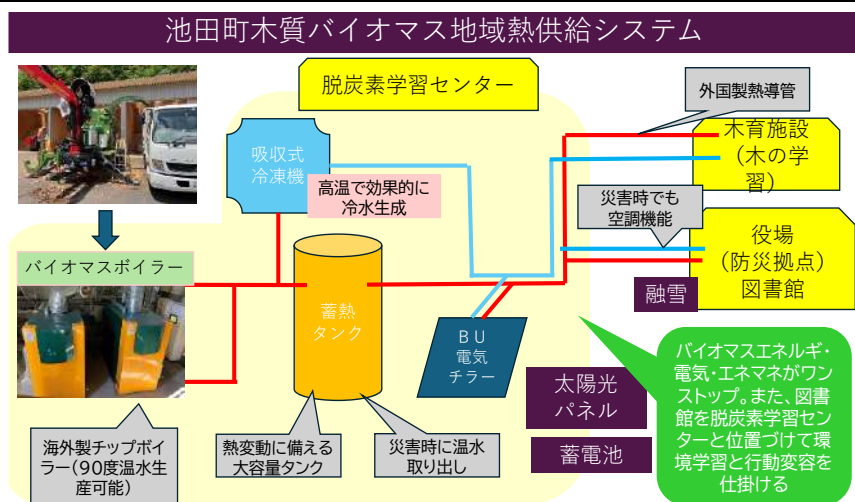 池田町木質バイオマス地域熱供給システム
脱炭素学習センター
外国製熱導管
木育施設
（木の学
習）
吸収式
冷凍機
高温で効果的に
冷水生成
災害時でも
空調機能
役場
（防災拠点）
図書館
バイオマスボイラー
蓄熱
タンク
融雪
ＢＵ
電気
チラー
太陽光
パネル
蓄電池
バイオマスエネルギ・
電気・エネマネがワン
ストップ。また、図書
館を脱炭素学習セン
ターと位置づけて環
境学習と行動変容を
仕掛ける
海外製チップボイ
ラー（90度温水生
産可能）
熱変動に備える
大容量タンク
災害時に温水
取り出し